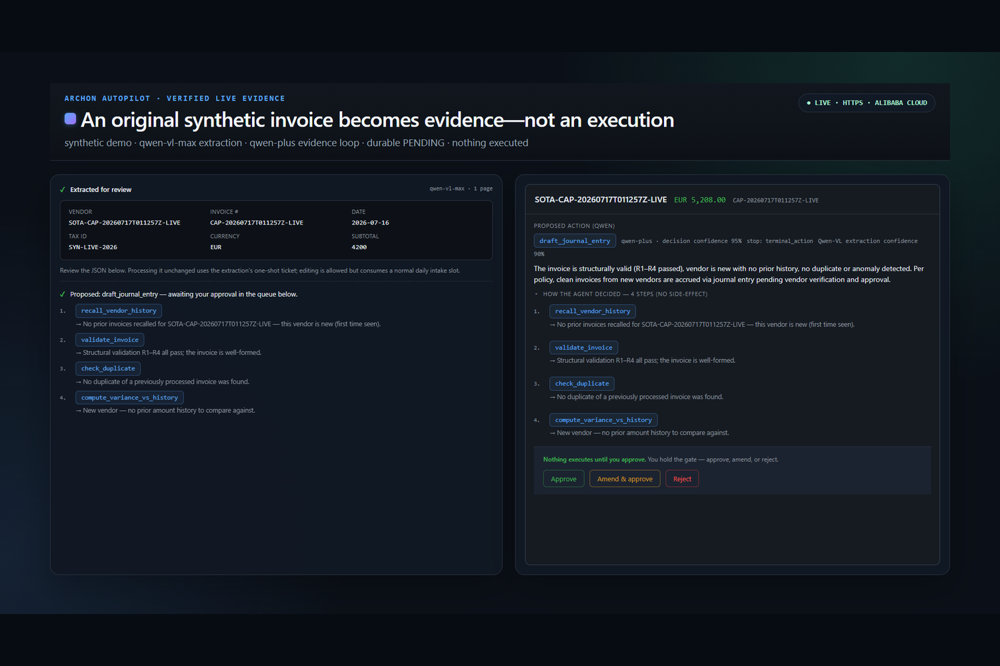 ARCHON AUTOPILOT · VERIFIED LIVE EVIDENCE
An original synthetic invoice becomes evidence—not an execution
synthetic demo · qwen-vl-max extraction · qwen-plus evidence loop · durable PENDING · nothing executed
● LIVE · HTTPS · ALIBABA CLOUD
✓ Extracted for review
qwen-vl-max · 1 page
VENDOR INVOICE # DATE
SOTA-CAP-20260717T011257Z-LIVE CAP-20260717T011257Z-LIVE 2026-07-16
TAX ID CURRENCY SUBTOTAL
SYN-LIVE-2026 EUR 4200
Review the JSON below. Processing it unchanged uses the extraction's one-shot ticket; editing is allowed but consumes a normal daily intake slot.
✓ Proposed: draft_journal_entry — awaiting your approval in the queue below.
1. recall_vendor_history
→ No prior invoices recalled for SOTA-CAP-20260717T011257Z-LIVE — this vendor is new (first time seen).
2. validate_invoice
→ Structural validation R1–R4 all pass; the invoice is well-formed.
3. check_duplicate
→ No duplicate of a previously processed invoice was found.
4. compute_variance_vs_history
→ New vendor — no prior amount history to compare against.
SOTA-CAP-20260717T011257Z-LIVE EUR 5,208.00 CAP-20260717T011257Z-LIVE
PROPOSED ACTION (QWEN)
draft_journal_entry qwen-plus · decision confidence 95% stop: terminal_action Qwen-VL extraction confidence
90%
The invoice is structurally valid (R1–R4 passed), vendor is new with no prior history, no duplicate or anomaly detected. Per
policy, clean invoices from new vendors are accrued via journal entry pending vendor verification and approval.
· HOW THE AGENT DECIDED — 4 STEPS (NO SIDE-EFFECT)
1. recall_vendor_history
→ No prior invoices recalled for SOTA-CAP-20260717T011257Z-LIVE — this vendor is new (first time seen).
2. validate_invoice
→ Structural validation R1–R4 all pass; the invoice is well-formed.
3. check_duplicate
→ No duplicate of a previously processed invoice was found.
4. compute_variance_vs_history
→ New vendor — no prior amount history to compare against.
Nothing executes until you approve. You hold the gate — approve, amend, or reject.
Approve Amend & approve Reject